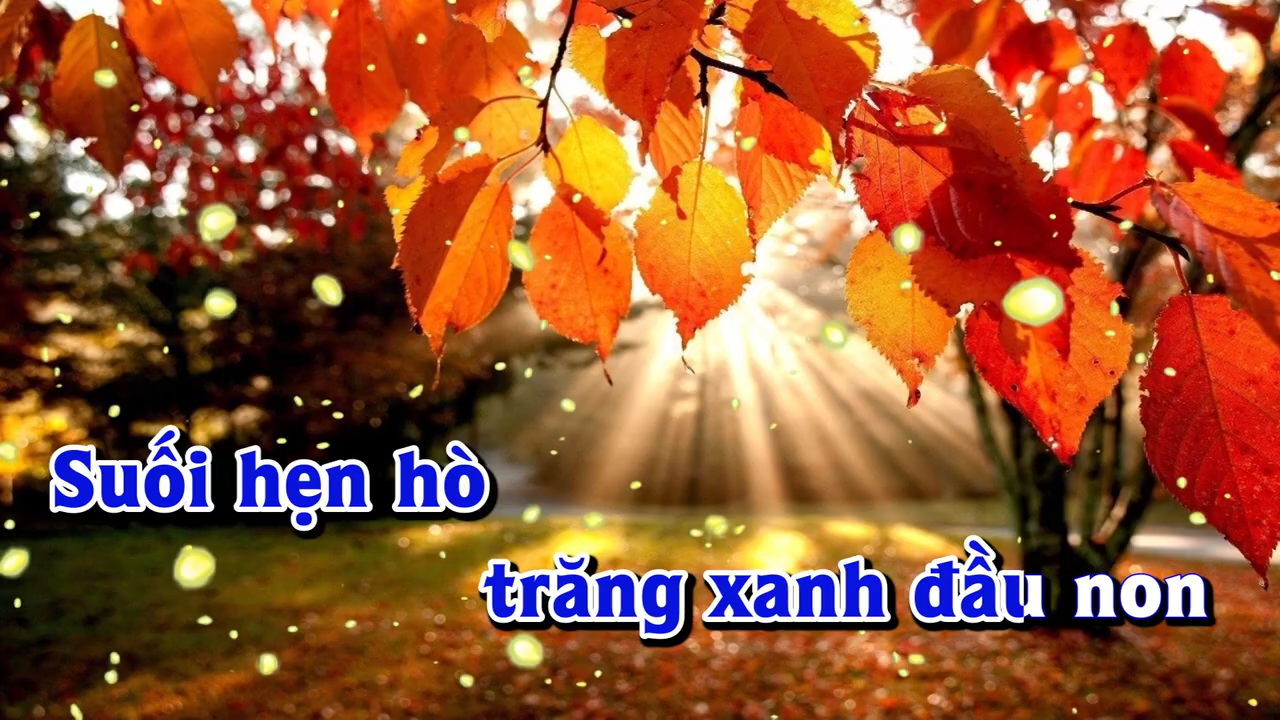 Suối hẹn hò
trăng xanh đầu non